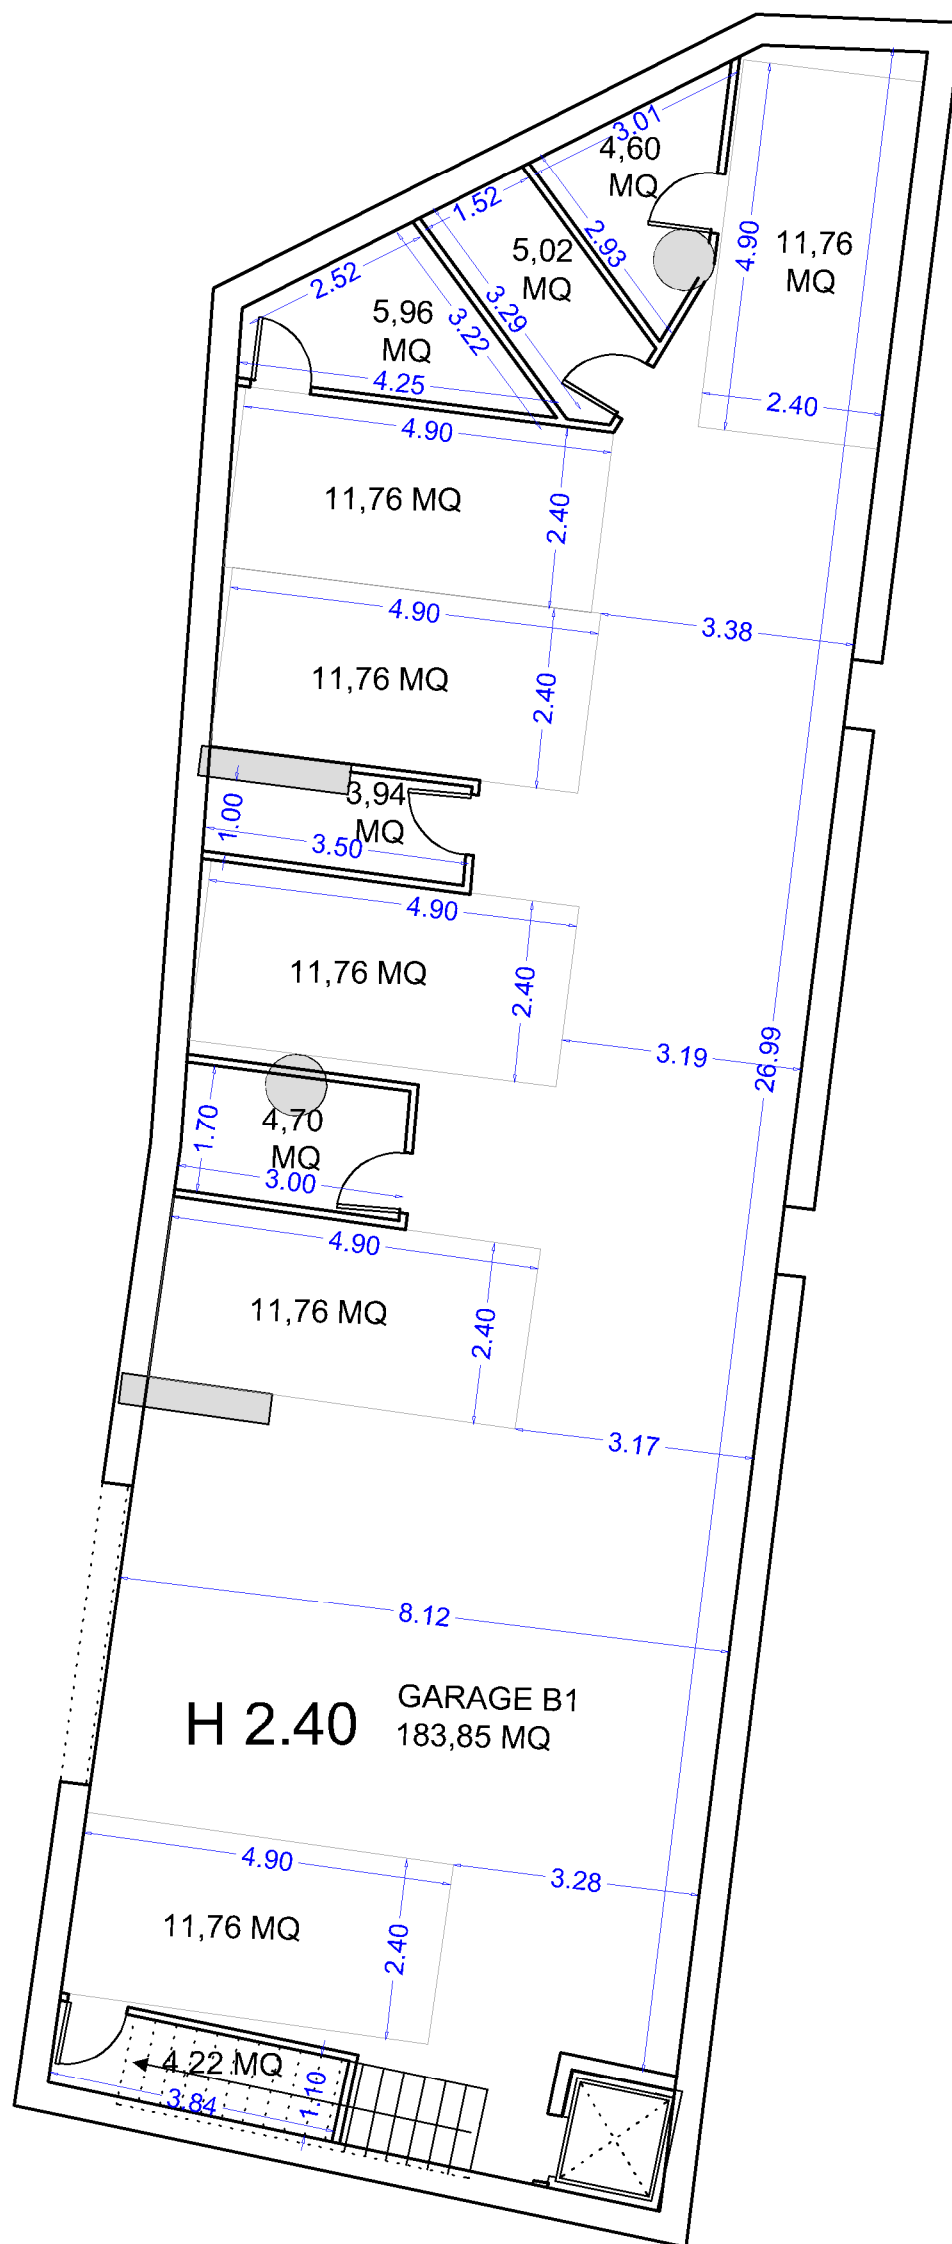 3.01
4,60
MQ
1.52
2.93
4.90
11,76
MQ
5,02
MQ
2.52
3.29
5,96
MQ
3.22
4.25
2.40
4.90
11,76 MQ
2.40
4.90
3.38
11,76 MQ
2.40
3,94
MQ
1.00
3.50
4.90
11,76 MQ
2.40
3.19
26.99
4,70
MQ
1.70
3.00
4.90
11,76 MQ
2.40
3.17
8.12
GARAGE B1
183,85 MQ
H 2.40
4.90
3.28
11,76 MQ
2.40
4,22 MQ
1.10
3.84